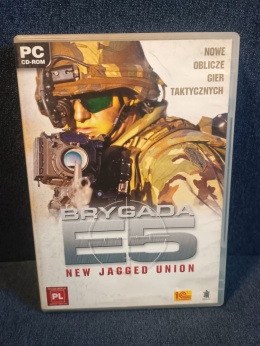 PC
CD-ROM
NOWE
OBLICZE
GIER
TAKTYCZNYCH
BRYGADA
E5
NEW JAGGED UNION
PL